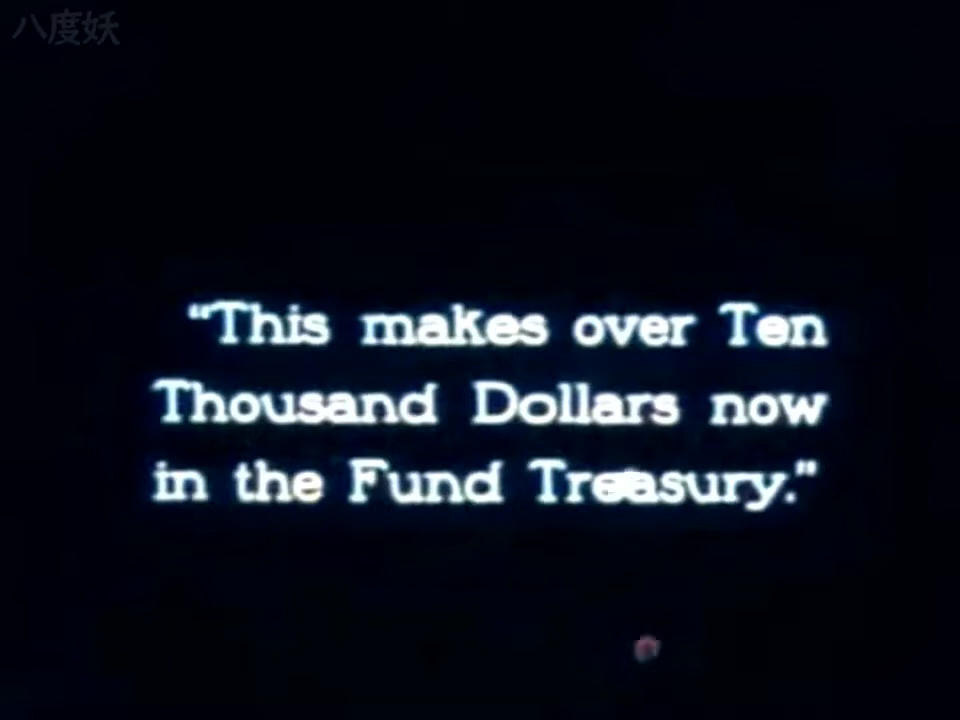 八度妖
“This makes over Ten
Thousand Dollars now
in the Fund Treasury.”